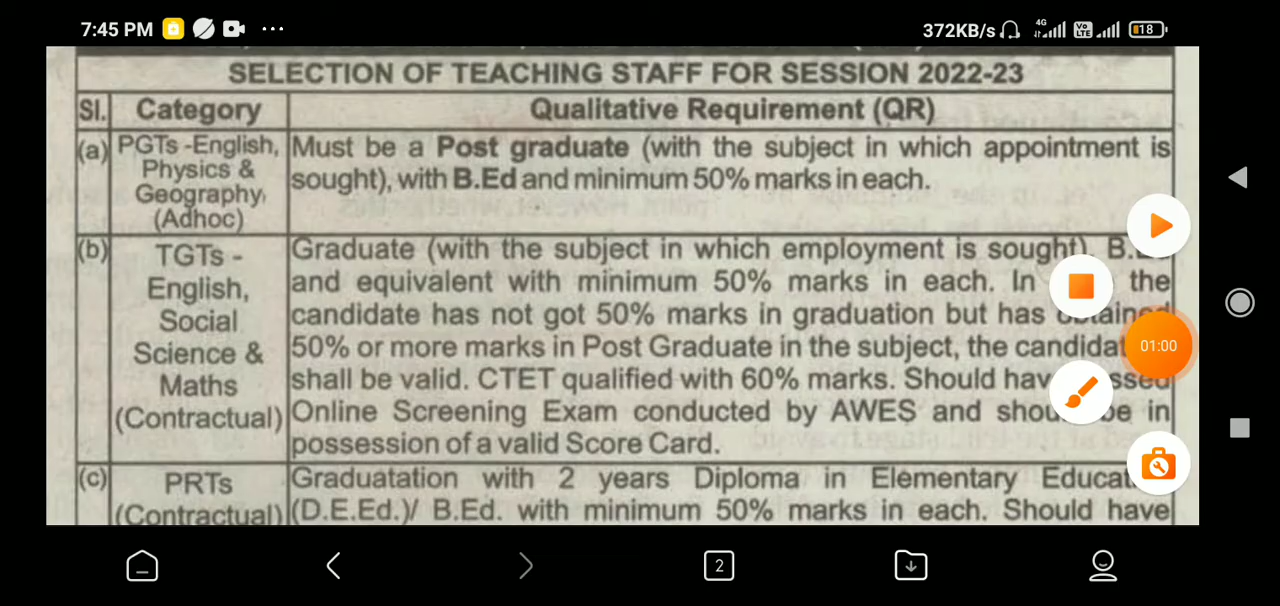 7:45 PM
372KB/s
4G
Vo
LTE
18
SELECTION OF TEACHING STAFF FOR SESSION 2022-23
Sl. Category Qualitative Requirement (QR)
(a) PGTs -English, Physics & Geography, (Adhoc)
Must be a Post graduate (with the subject in which appointment is
sought), with B.Ed and minimum 50% marks in each.
(b) TGTs - English, Social Science & Maths (Contractual)
Graduate (with the subject in which employment is sought),
and equivalent with minimum 50% marks in each. In the
candidate has not got 50% marks in graduation but has
50% or more marks in Post Graduate in the subject, the
shall be valid. CTET qualified with 60% marks. Should
Online Screening Exam conducted by AWES and in
possession of a valid Score Card.
(c) PRTs (Contractual)
Graduatation with 2 years Diploma in Elementary
(D.E.Ed.)/ B.Ed. with minimum 50% marks in each. Should have
01:00
2